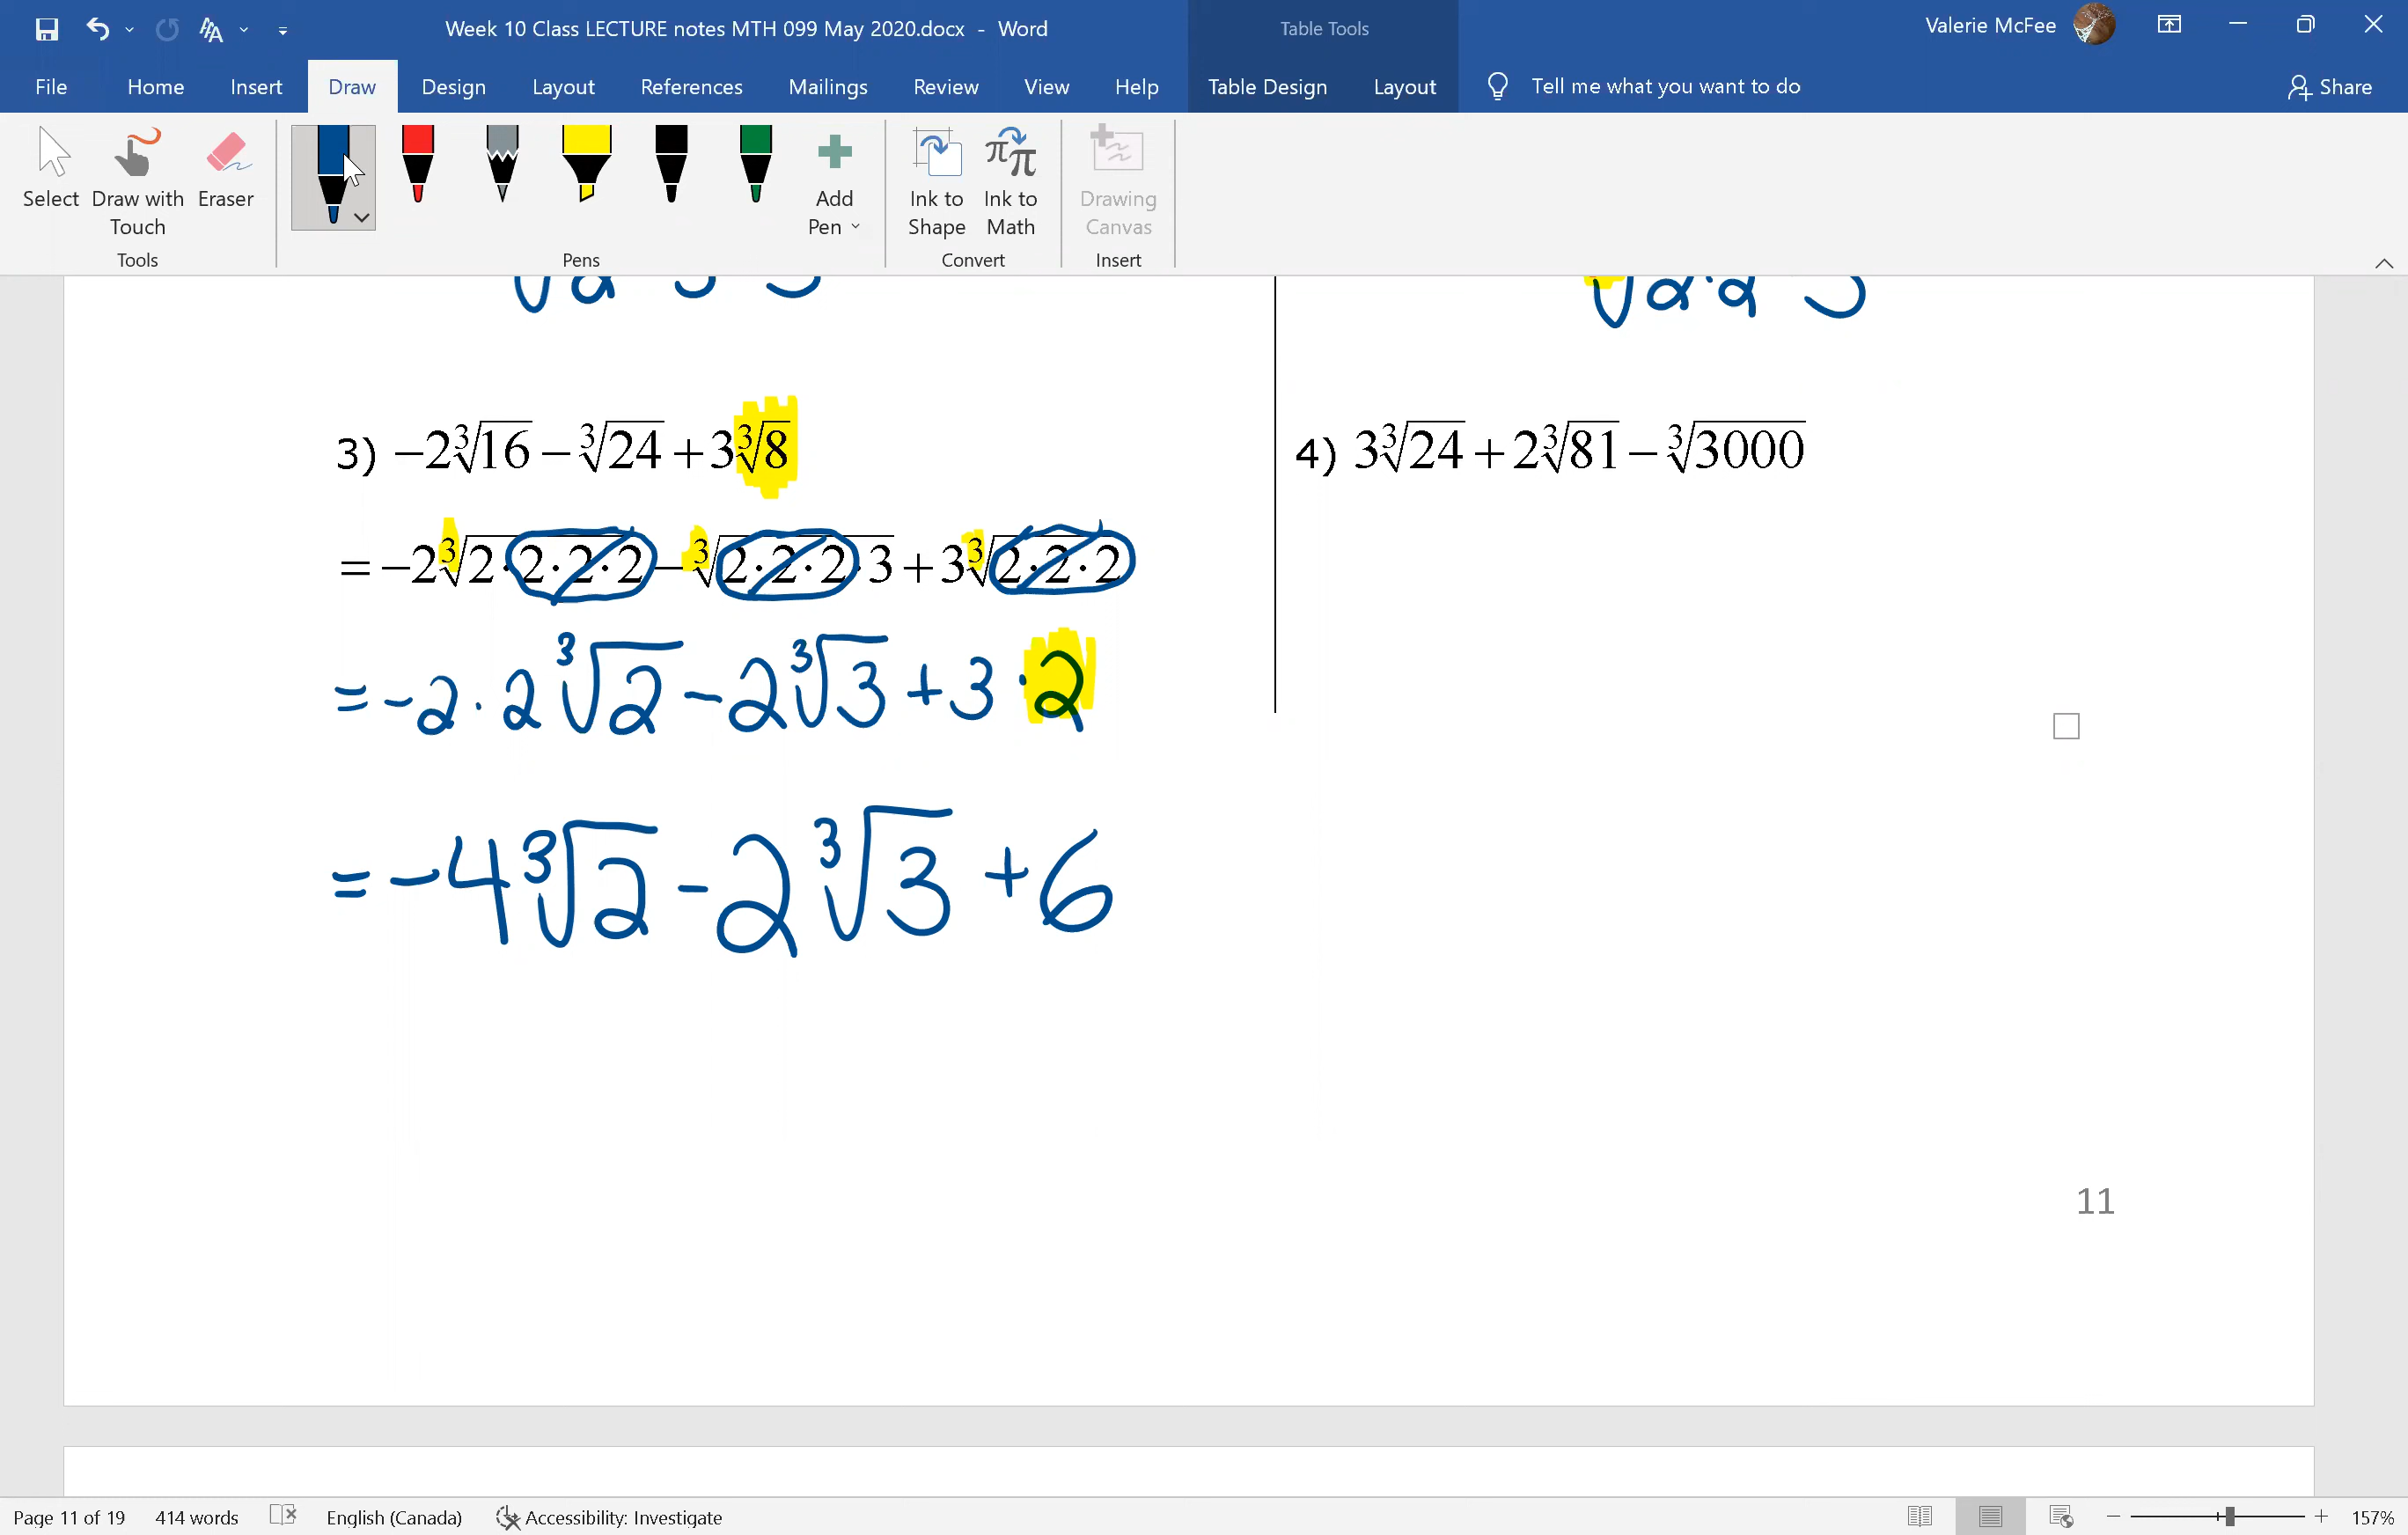 Week 10 Class LECTURE notes MTH 099 May 2020.docx - Word
Table Tools
Valerie McFee
File Home Insert Draw Design Layout References Mailings Review View Help Table Design Layout Tell me what you want to do Share
Select Draw with Touch Eraser
Add Pen
Ink to Shape Ink to Math
Drawing Canvas
Tools Pens Convert Insert
3) −2∛16 − ∛24 + 3∛8
= −2∛2·2·2·2 − ∛2·2·2·3 + 3∛2·2·2
= -2·2∛2 - 2∛3 + 3·2
= -4∛2 - 2∛3 + 6
4) 3∛24 + 2∛81 − ∛3000
11
Page 11 of 19 414 words English (Canada) Accessibility: Investigate 157%